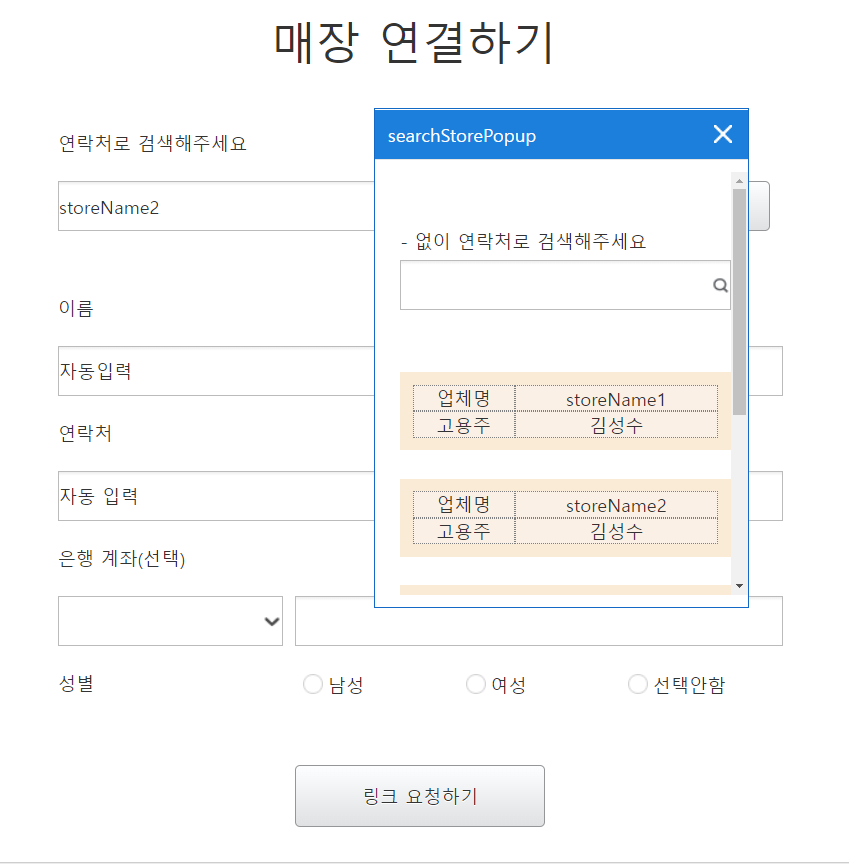 매장 연결하기
연락처로 검색해주세요
storeName2
이름
자동입력
연락처
자동 입력
은행 계좌(선택)
성별
남성
여성
선택안함
링크 요청하기
searchStorePopup
- 없이 연락처로 검색해주세요
업체명 storeName1
고용주 김성수
업체명 storeName2
고용주 김성수